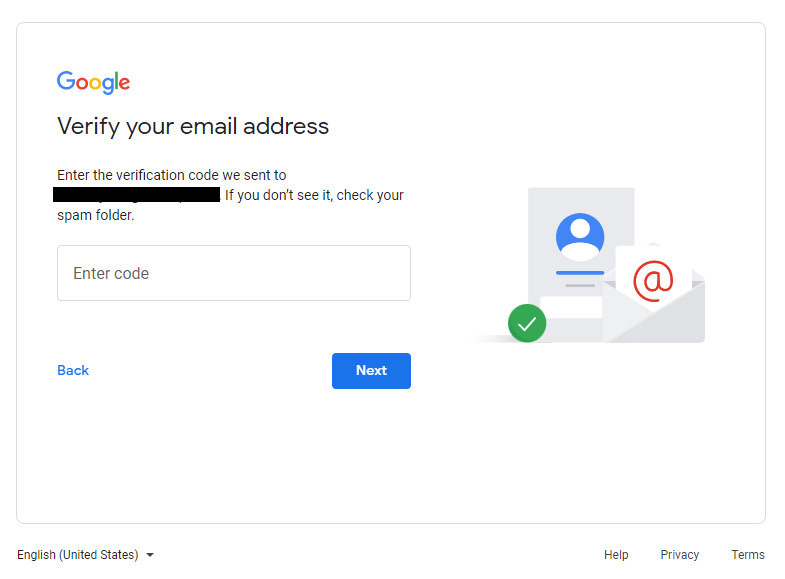 Google
Verify your email address
Enter the verification code we sent to
. If you don’t see it, check your
spam folder.
Enter code
Back
Next
@
English (United States)
Help Privacy Terms